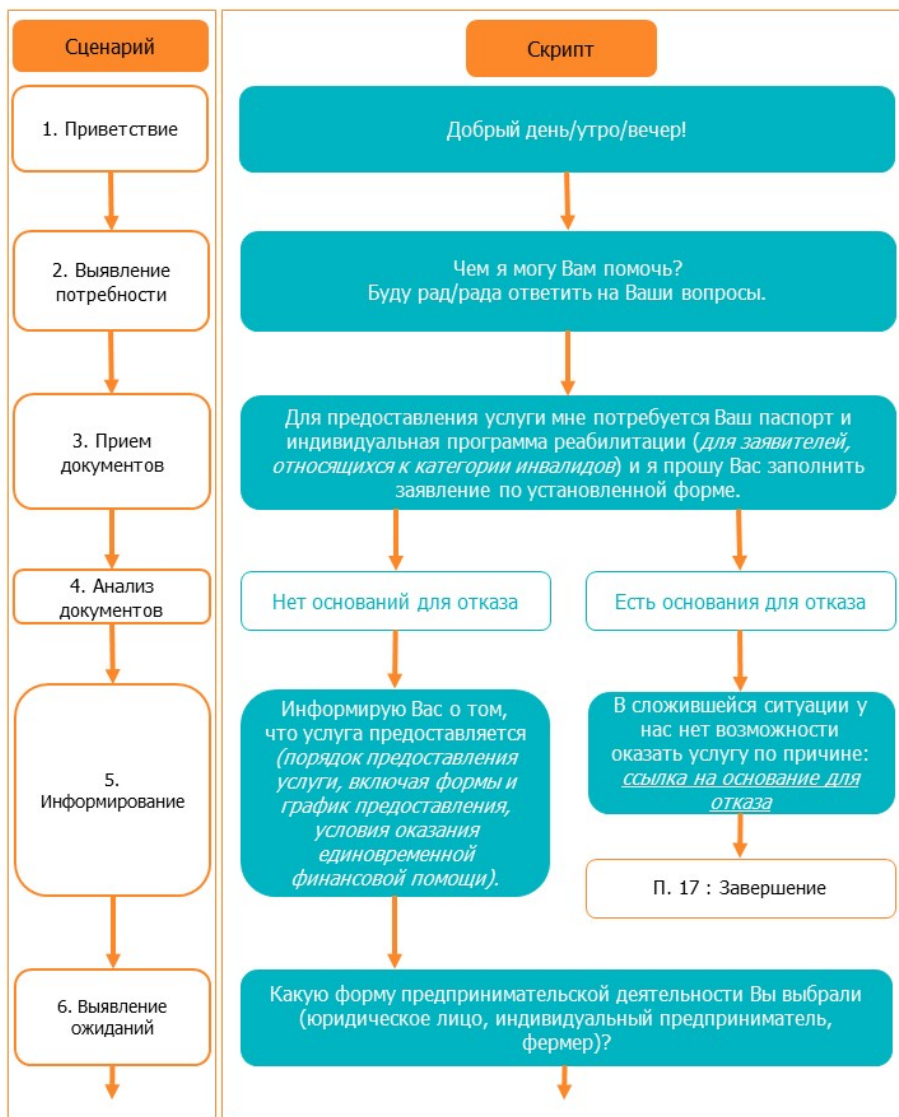 Сценарий
Скрипт
1. Приветствие
Добрый день/утро/вечер!
2. Выявление
потребности
Чем я могу Вам помочь?
Буду рад/рада ответить на Ваши вопросы.
3. Прием
документов
Для предоставления услуги мне потребуется Ваш паспорт и
индивидуальная программа реабилитации (для заявителей,
относящихся к категории инвалидов) и я прошу Вас заполнить
заявление по установленной форме.
4. Анализ
документов
Нет оснований для отказа
Есть основания для отказа
5.
Информирование
Информирую Вас о том,
что услуга предоставляется
(порядок предоставления
услуги, включая формы и
график предоставления,
условия оказания
единовременной
финансовой помощи).
В сложившейся ситуации у
нас нет возможности
оказать услугу по причине:
ссылка на основание для
отказа
П. 17 : Завершение
6. Выявление
ожиданий
Какую форму предпринимательской деятельности Вы выбрали
(юридическое лицо, индивидуальный предприниматель,
фермер)?